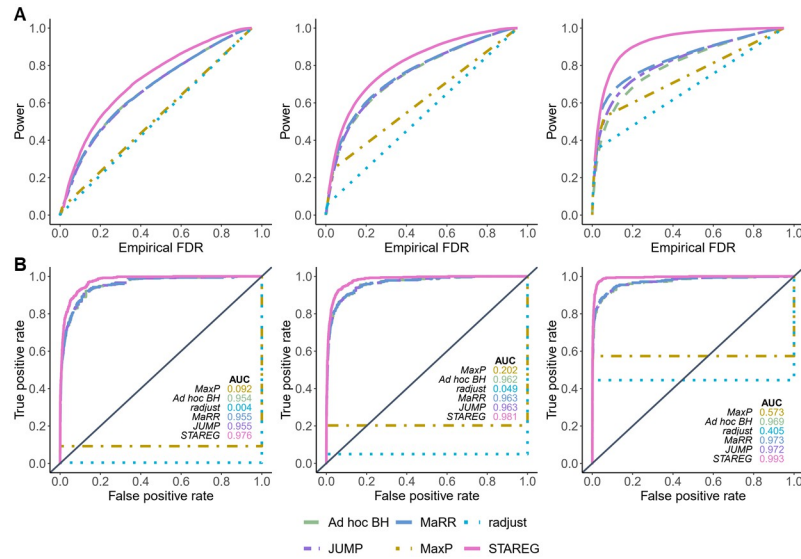 A
Power
1.0
0.8
0.6
0.4
0.2
0.0
0.0 0.2 0.4 0.6 0.8 1.0
Empirical FDR
Power
1.0
0.8
0.6
0.4
0.2
0.0
0.0 0.2 0.4 0.6 0.8 1.0
Empirical FDR
Power
1.0
0.8
0.6
0.4
0.2
0.0
0.0 0.2 0.4 0.6 0.8 1.0
Empirical FDR
B
True positive rate
1.0
0.8
0.6
0.4
0.2
0.0
AUC
MaxP 0.092
Ad hoc BH 0.954
radjust 0.004
MaRR 0.955
JUMP 0.955
STAREG 0.976
0.0 0.2 0.4 0.6 0.8 1.0
False positive rate
True positive rate
1.0
0.8
0.6
0.4
0.2
0.0
AUC
MaxP 0.202
Ad hoc BH 0.962
radjust 0.049
MaRR 0.963
JUMP 0.963
STAREG 0.981
0.0 0.2 0.4 0.6 0.8 1.0
False positive rate
True positive rate
1.0
0.8
0.6
0.4
0.2
0.0
AUC
MaxP 0.573
Ad hoc BH 0.969
radjust 0.405
MaRR 0.973
JUMP 0.972
STAREG 0.993
0.0 0.2 0.4 0.6 0.8 1.0
False positive rate
Ad hoc BH MaRR radjust
JUMP MaxP STAREG